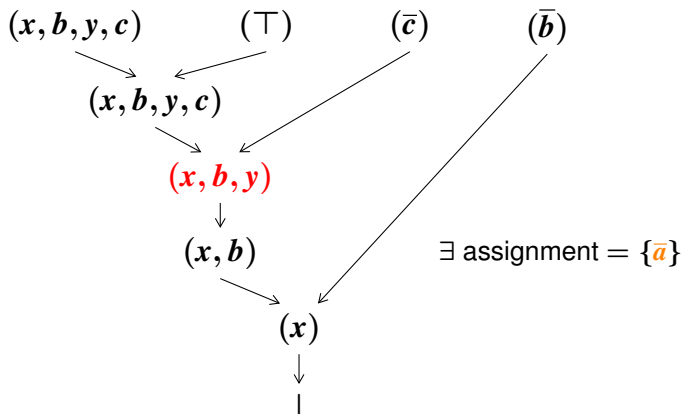 (x, b, y, c) (⊤) (c̅) (b̅)
(x, b, y, c)
(x, b, y)
(x, b)
∃ assignment = {a̅}
(x)